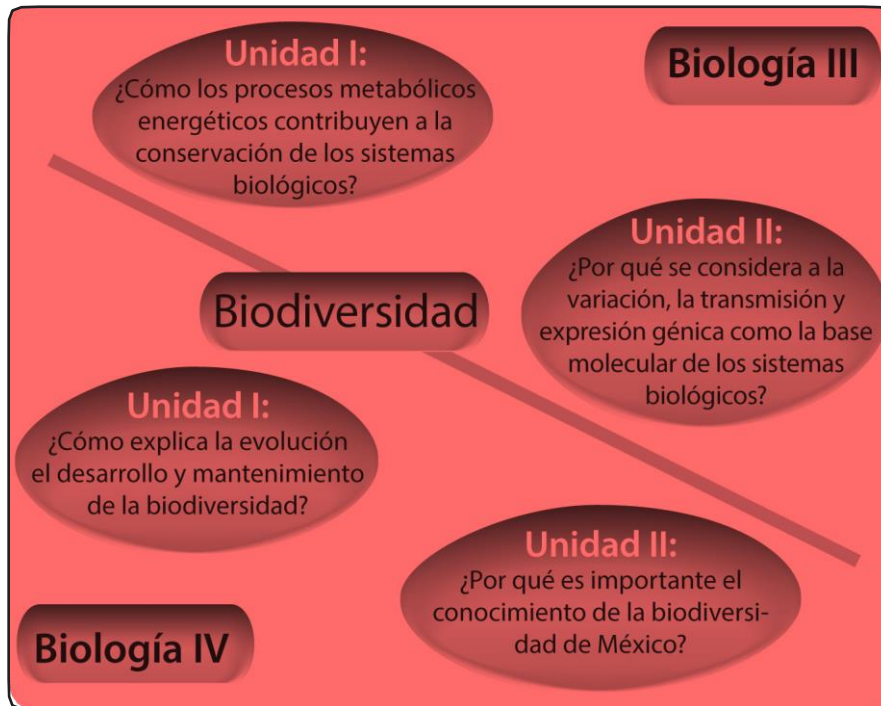 Unidad I:
¿Cómo los procesos metabólicos
energéticos contribuyen a la
conservación de los sistemas
biológicos?
Biología III
Unidad II:
¿Por qué se considera a la
variación, la transmisión y
expresión génica como la base
molecular de los sistemas
biológicos?
Biodiversidad
Unidad I:
¿Cómo explica la evolución
el desarrollo y mantenimiento
de la biodiversidad?
Unidad II:
¿Por qué es importante el
conocimiento de la biodiversi-
dad de México?
Biología IV